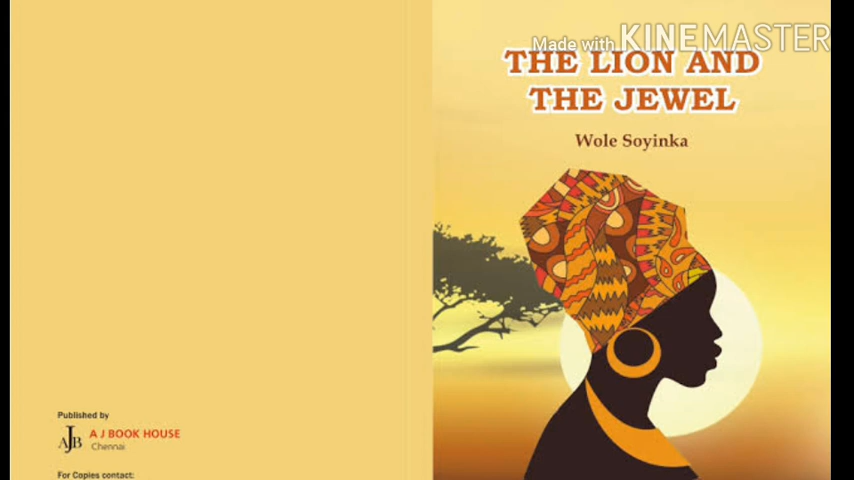 Made with KINEMASTER
THE LION AND
THE JEWEL
Wole Soyinka
Published by
AJB
A J BOOK HOUSE
Chennai
For Copies contact: